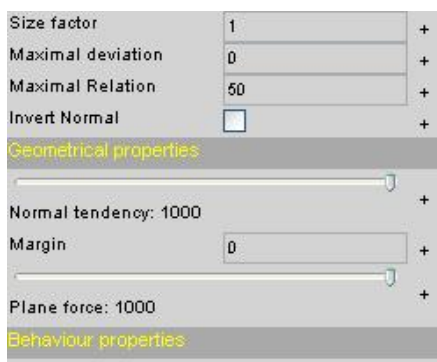 Size factor 1 +
Maximal deviation 0 +
Maximal Relation 50 +
Invert Normal +
Geometrical properties
+
Normal tendency: 1000
Margin 0 +
+
Plane force: 1000
Behaviour properties